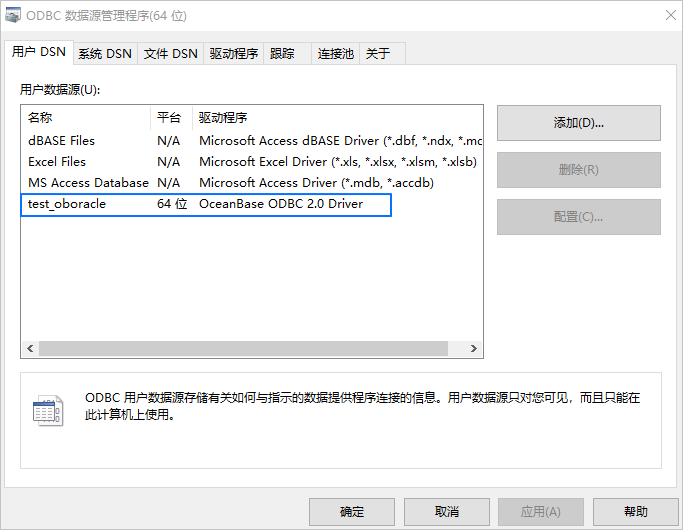 ODBC 数据源管理程序(64 位)
用户 DSN 系统 DSN 文件 DSN 驱动程序 跟踪 连接池 关于
用户数据源(U):
名称 平台 驱动程序
dBASE Files N/A Microsoft Access dBASE Driver (*.dbf, *.ndx, *.md
Excel Files N/A Microsoft Excel Driver (*.xls, *.xlsx, *.xlsm, *.xlsb)
MS Access Database N/A Microsoft Access Driver (*.mdb, *.accdb)
test_oboracle 64 位 OceanBase ODBC 2.0 Driver
添加(D)...
删除(R)
配置(C)...
ODBC 用户数据源存储有关如何与指示的数据提供程序连接的信息。用户数据源只对您可见，而且只能在
此计算机上使用。
确定 取消 应用(A) 帮助